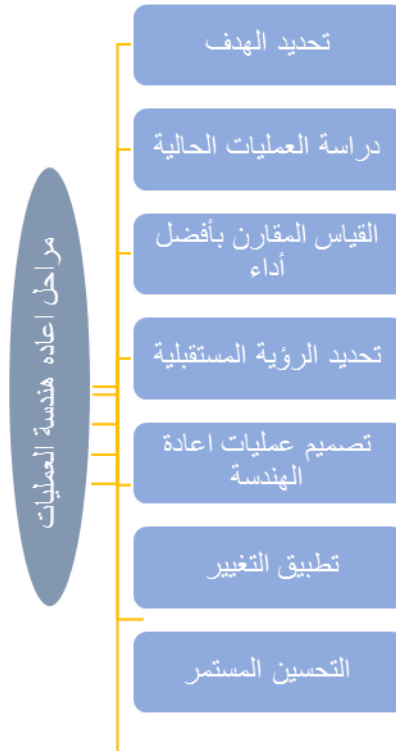 مراحل اعاده هندسة العمليات
تحديد الهدف
دراسة العمليات الحالية
القياس المقارن بأفضل
أداء
تحديد الرؤية المستقبلية
تصميم عمليات اعادة
الهندسة
تطبيق التغيير
التحسين المستمر